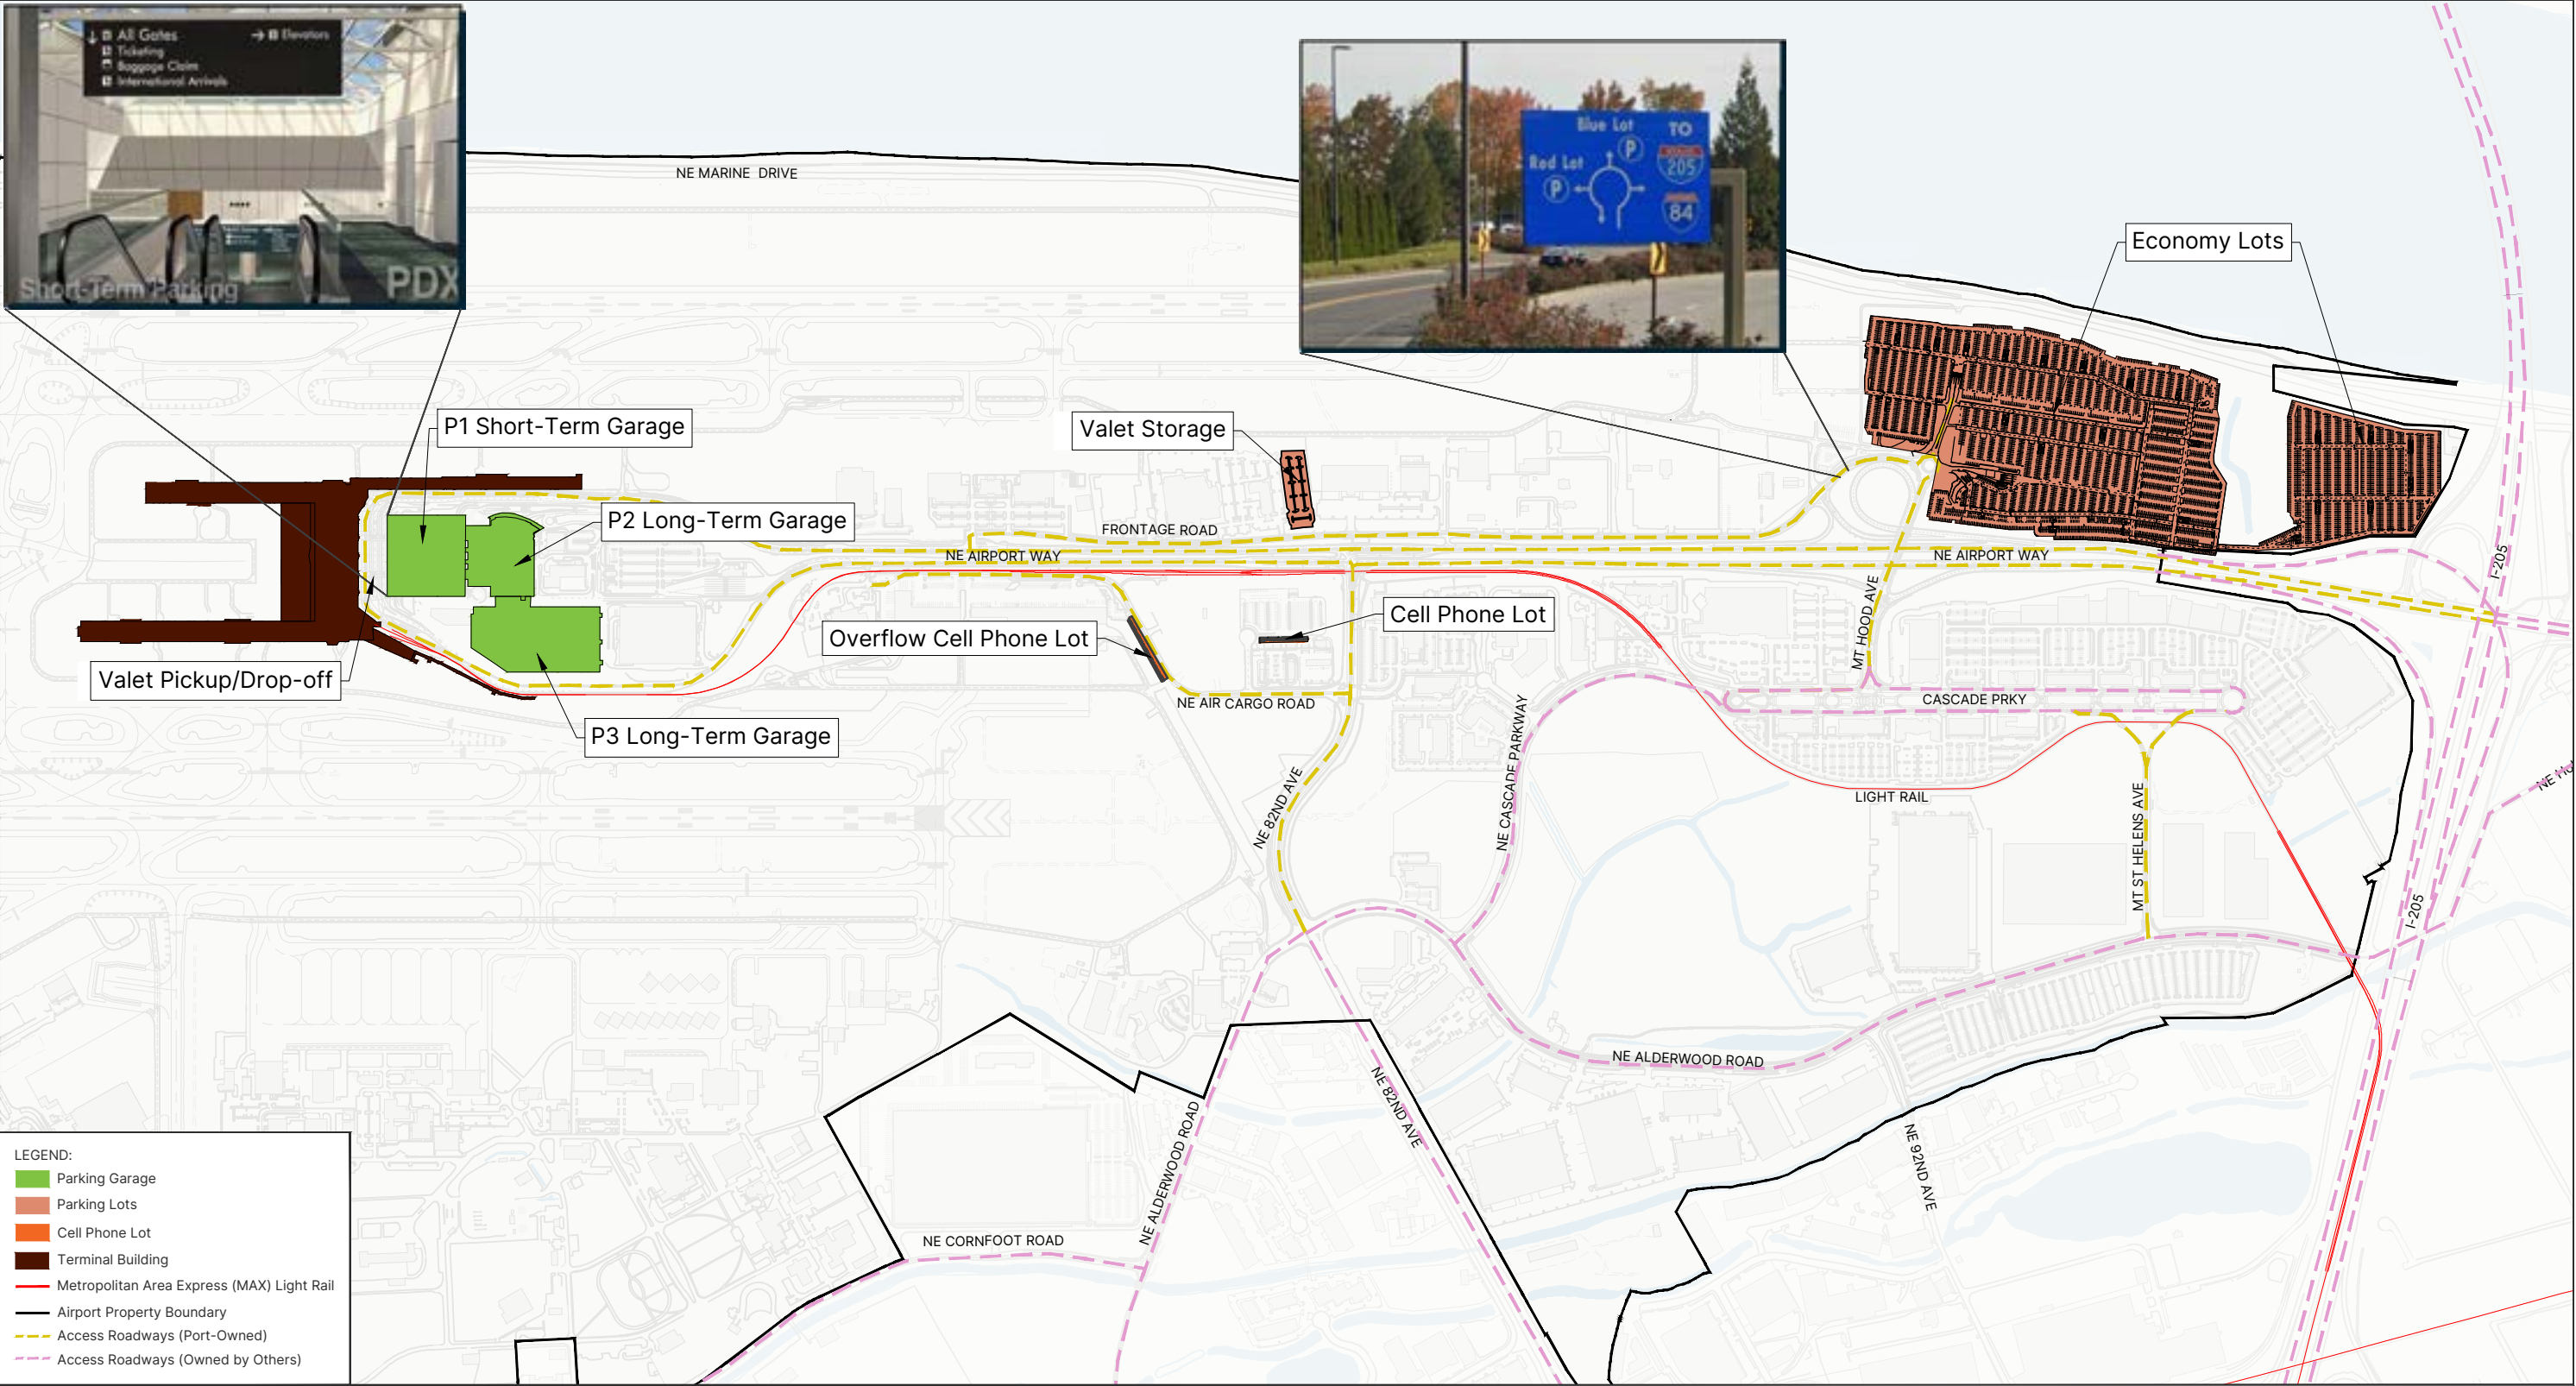 All Gates
Elevators
Ticketing
Baggage Claim
International Arrivals
Short-Term Parking
PDX
Blue Lot
TO
P
205
Red Lot
P
84
NE MARINE DRIVE
Economy Lots
P1 Short-Term Garage
Valet Storage
P2 Long-Term Garage
FRONTAGE ROAD
NE AIRPORT WAY
NE AIRPORT WAY
I-205
MT HOOD AVE
Cell Phone Lot
Overflow Cell Phone Lot
Valet Pickup/Drop-off
NE AIR CARGO ROAD
CASCADE PRKY
P3 Long-Term Garage
NE CASCADE PARKWAY
NE 82ND AVE
LIGHT RAIL
MT ST HELENS AVE
I-205
NE ALDERWOOD ROAD
NE 82ND AVE
NE ALDERWOOD ROAD
NE 92ND AVE
NE CORNFOOT ROAD
LEGEND:
Parking Garage
Parking Lots
Cell Phone Lot
Terminal Building
Metropolitan Area Express (MAX) Light Rail
Airport Property Boundary
Access Roadways (Port-Owned)
Access Roadways (Owned by Others)